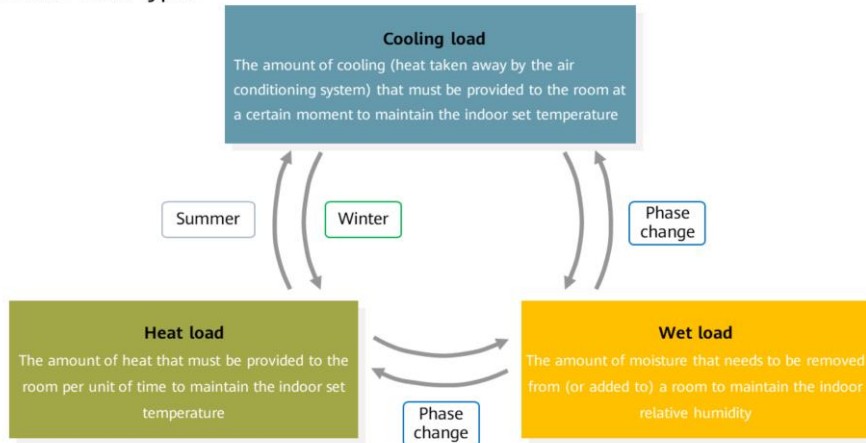 Cooling load
The amount of cooling (heat taken away by the air
conditioning system) that must be provided to the room at
a certain moment to maintain the indoor set temperature
Summer
Winter
Phase
change
Heat load
The amount of heat that must be provided to the
room per unit of time to maintain the indoor set
temperature
Wet load
The amount of moisture that needs to be removed
from (or added to) a room to maintain the indoor
relative humidity
Phase
change